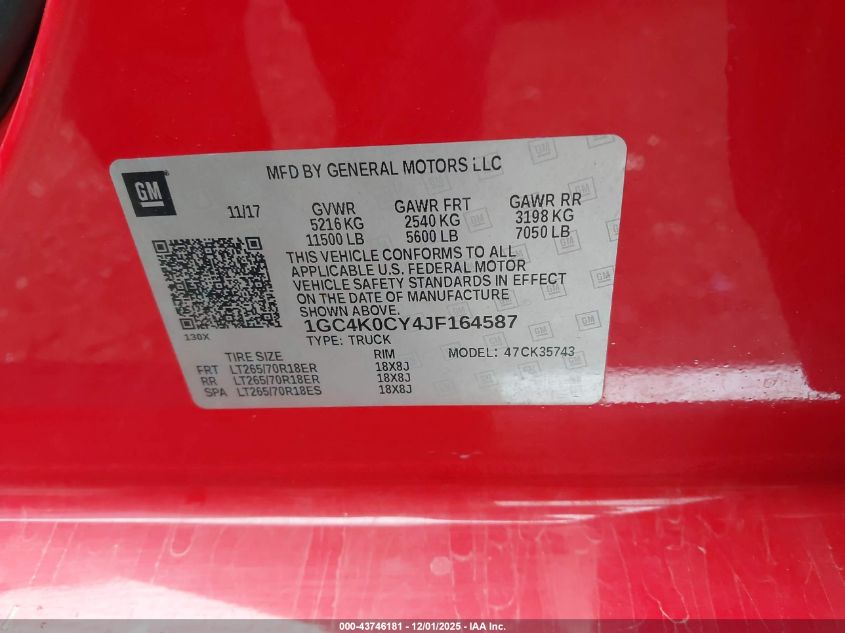 MFD BY GENERAL MOTORS LLC
GM
11/17 GVWR GAWR FRT GAWR RR
5216 KG 2540 KG 3198 KG
11500 LB 5600 LB 7050 LB
THIS VEHICLE CONFORMS TO ALL
APPLICABLE U.S. FEDERAL MOTOR
VEHICLE SAFETY STANDARDS IN EFFECT
ON THE DATE OF MANUFACTURE
SHOWN ABOVE.
130X
1GC4K0CY4JF164587
TYPE: TRUCK MODEL: 47CK35743
TIRE SIZE RIM
FRT LT265/70R18ER 18X8J
RR LT265/70R18ER 18X8J
SPA LT265/70R18ES 18X8J
000-43746181 - 12/01/2025 - IAA Inc.